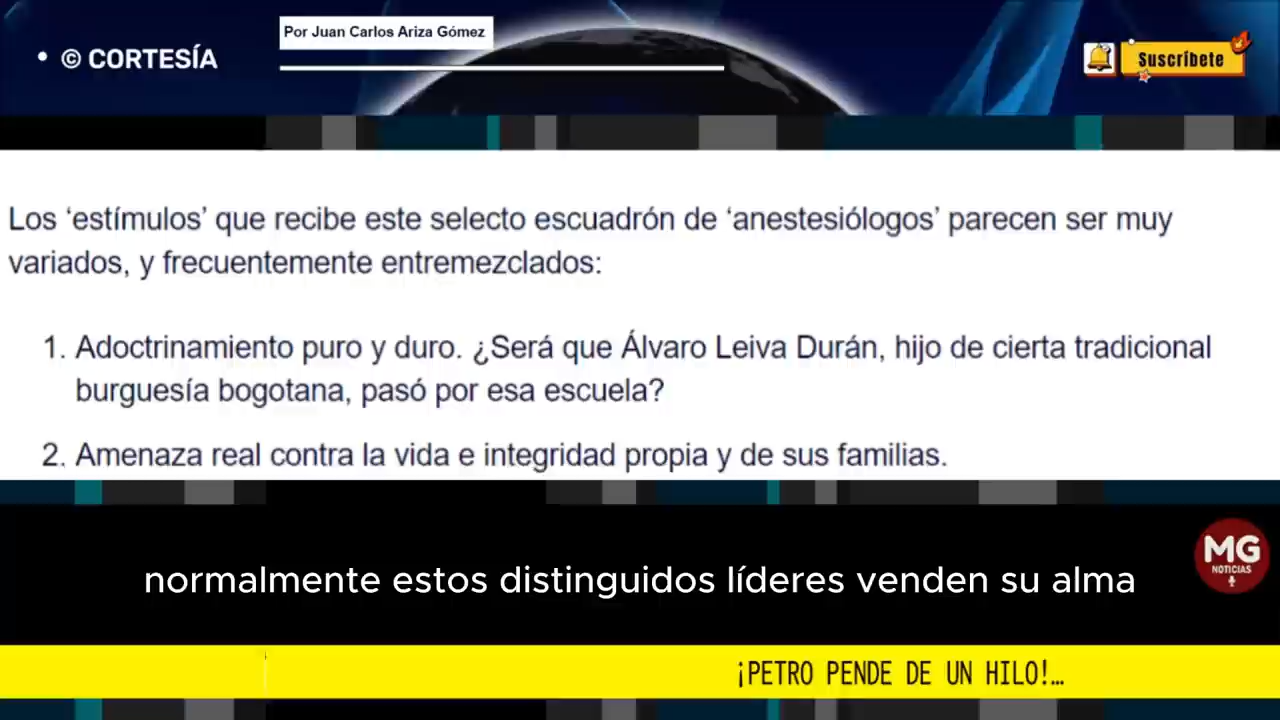 Por Juan Carlos Ariza Gómez
• © CORTESÍA
Suscríbete
Los ‘estímulos’ que recibe este selecto escuadrón de ‘anestesiólogos’ parecen ser muy
variados, y frecuentemente entremezclados:
1. Adoctrinamiento puro y duro. ¿Será que Álvaro Leiva Durán, hijo de cierta tradicional
burguesía bogotana, pasó por esa escuela?
2. Amenaza real contra la vida e integridad propia y de sus familias.
normalmente estos distinguidos líderes venden su alma
MG
NOTICIAS
¡PETRO PENDE DE UN HILO!...